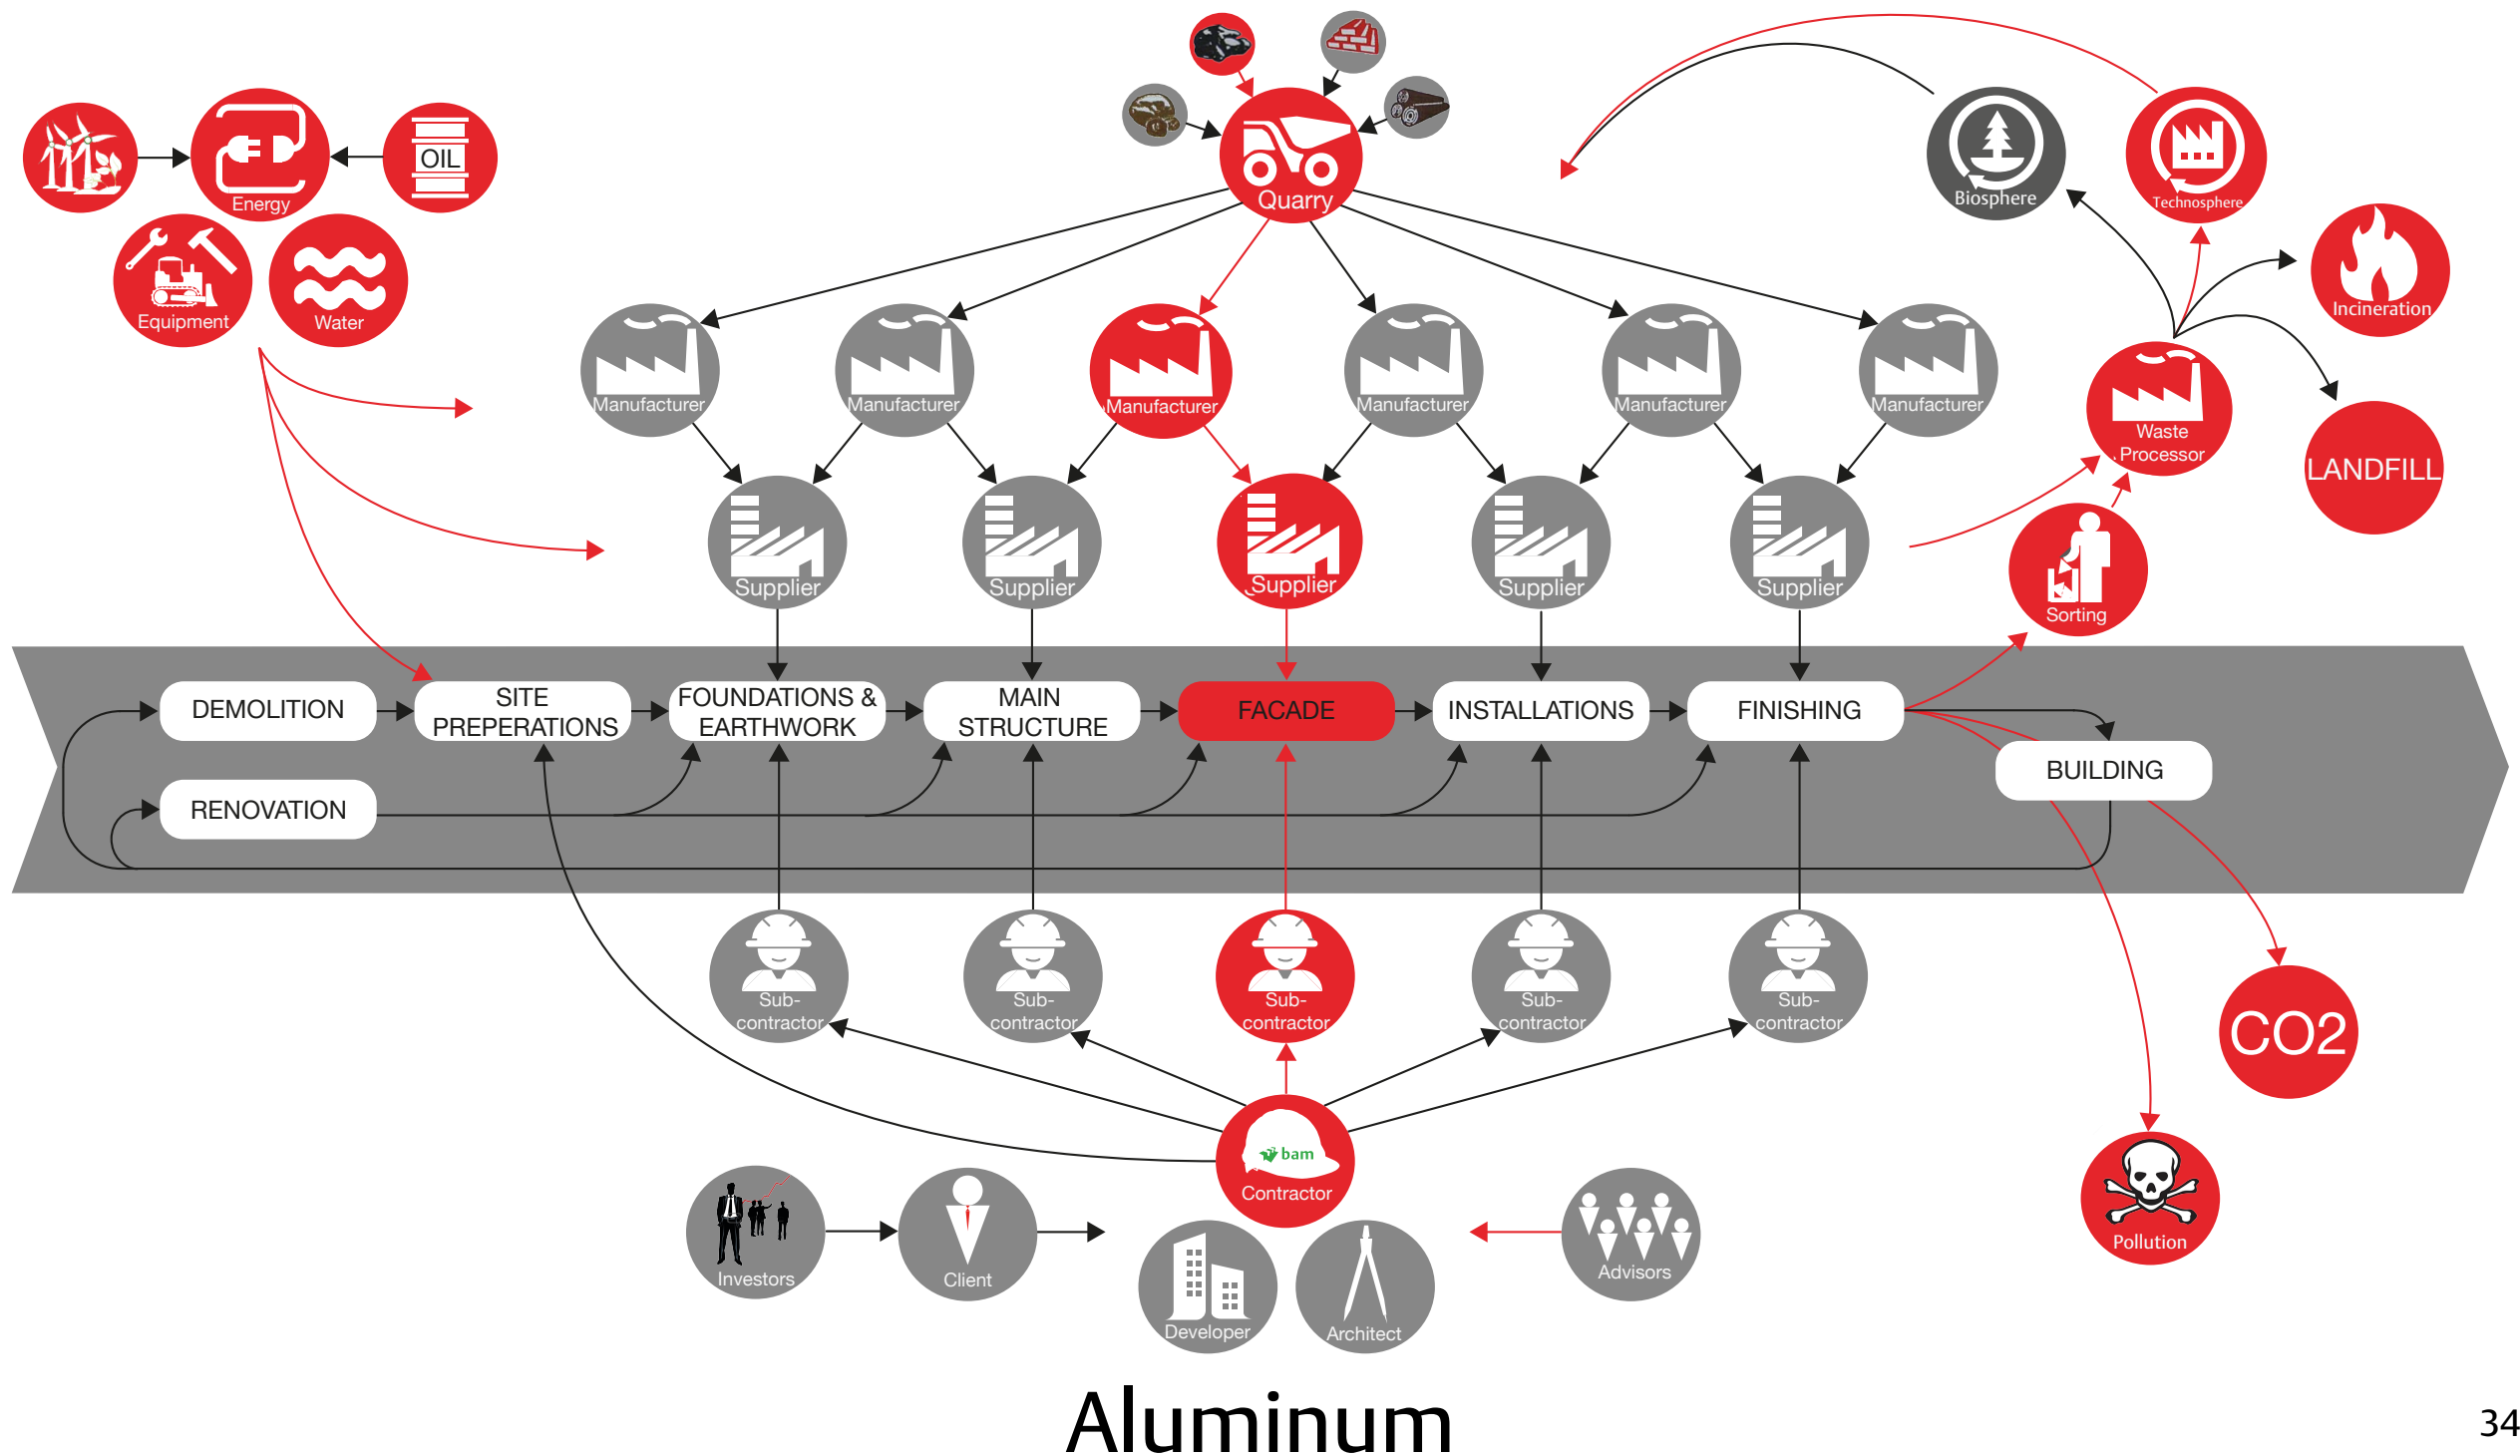 OIL
Energy
Equipment
Water
Quarry
Biosphere
Technosphere
Incineration
Manufacturer
Manufacturer
Manufacturer
Manufacturer
Manufacturer
Manufacturer
Waste
Processor
LANDFILL
Supplier
Supplier
Supplier
Supplier
Supplier
Sorting
DEMOLITION
SITE
PREPERATIONS
FOUNDATIONS &
EARTHWORK
MAIN
STRUCTURE
FACADE
INSTALLATIONS
FINISHING
BUILDING
RENOVATION
Sub-
contractor
Sub-
contractor
Sub-
contractor
Sub-
contractor
Sub-
contractor
CO2
bam
Contractor
Investors
Client
Developer
Architect
Advisors
Pollution
Aluminum
34